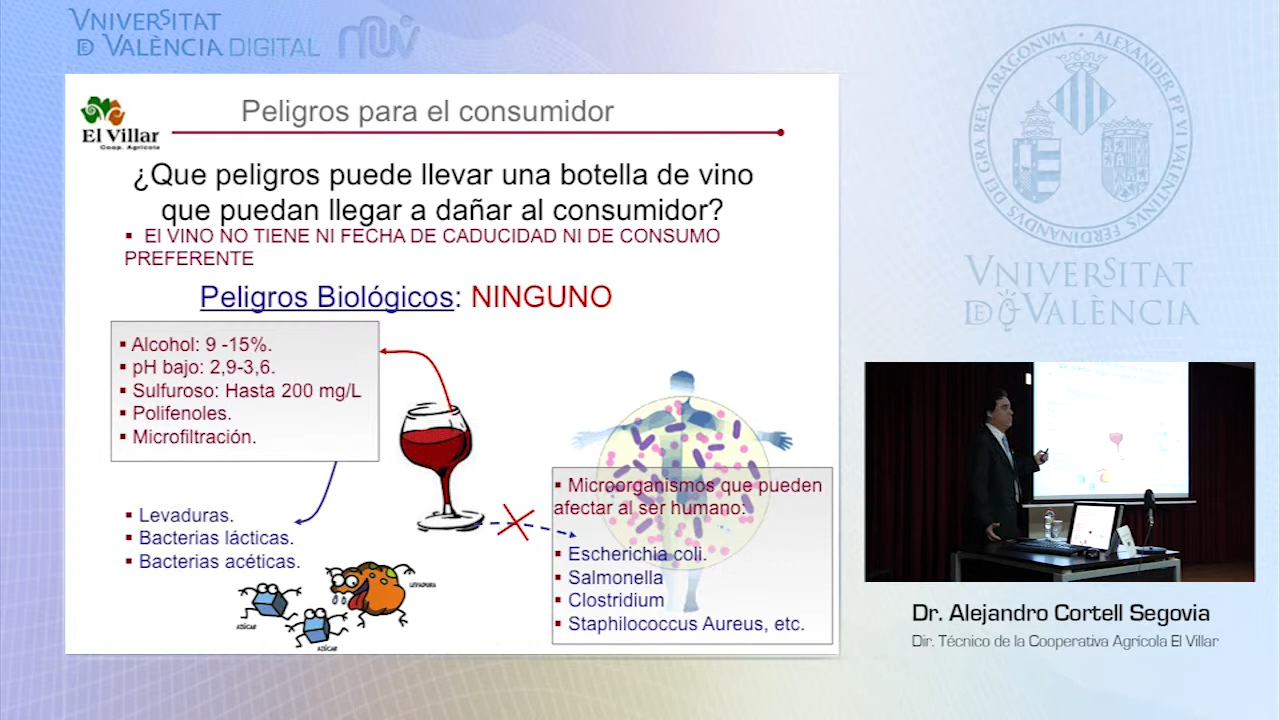 VNIVERSITAT
DE VALÈNCIA DIGITAL
El Villar
Coop. Agrícola
Peligros para el consumidor
¿Que peligros puede llevar una botella de vino
que puedan llegar a dañar al consumidor?
▪ El VINO NO TIENE NI FECHA DE CADUCIDAD NI DE CONSUMO
PREFERENTE
Peligros Biológicos: NINGUNO
▪ Alcohol: 9 -15%.
▪ pH bajo: 2,9-3,6.
▪ Sulfuroso: Hasta 200 mg/L
▪ Polifenoles.
▪ Microfiltración.
▪ Levaduras.
▪ Bacterias lácticas.
▪ Bacterias acéticas.
LEVADURA
AZÚCAR
AZÚCAR
▪ Microorganismos que pueden
afectar al ser humano:
▪ Escherichia coli.
▪ Salmonella
▪ Clostridium
▪ Staphilococcus Aureus, etc.
VNIVERSITAT
DE VALÈNCIA
Dr. Alejandro Cortell Segovia
Dir. Técnico de la Cooperativa Agrícola El Villar